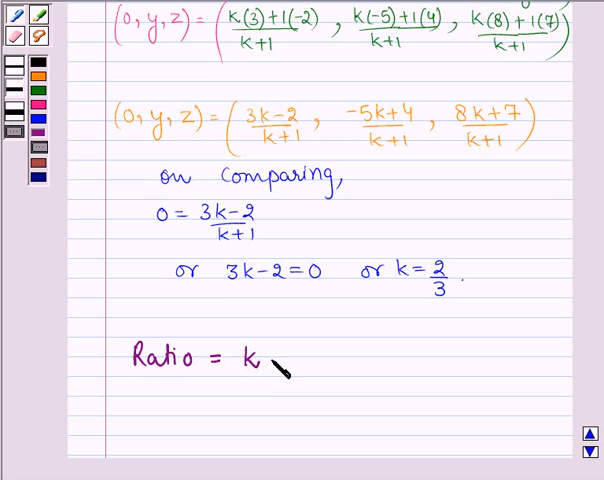 (0, y, z) = (k(3)+1(-2)/k+1 , k(-5)+1(4)/k+1 , k(8)+1(7)/k+1)
(0, y, z) = (3k-2/k+1 , -5k+4/k+1 , 8k+7/k+1)
on comparing,
0 = 3k-2/k+1
or 3k-2=0 or k=2/3.
Ratio = k